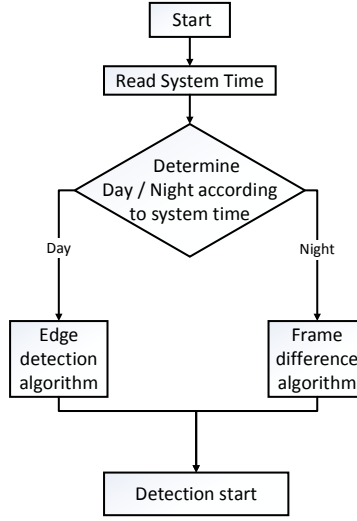 Start
Read System Time
Determine
Day / Night according
to system time
Day
Night
Edge
detection
algorithm
Frame
difference
algorithm
Detection start